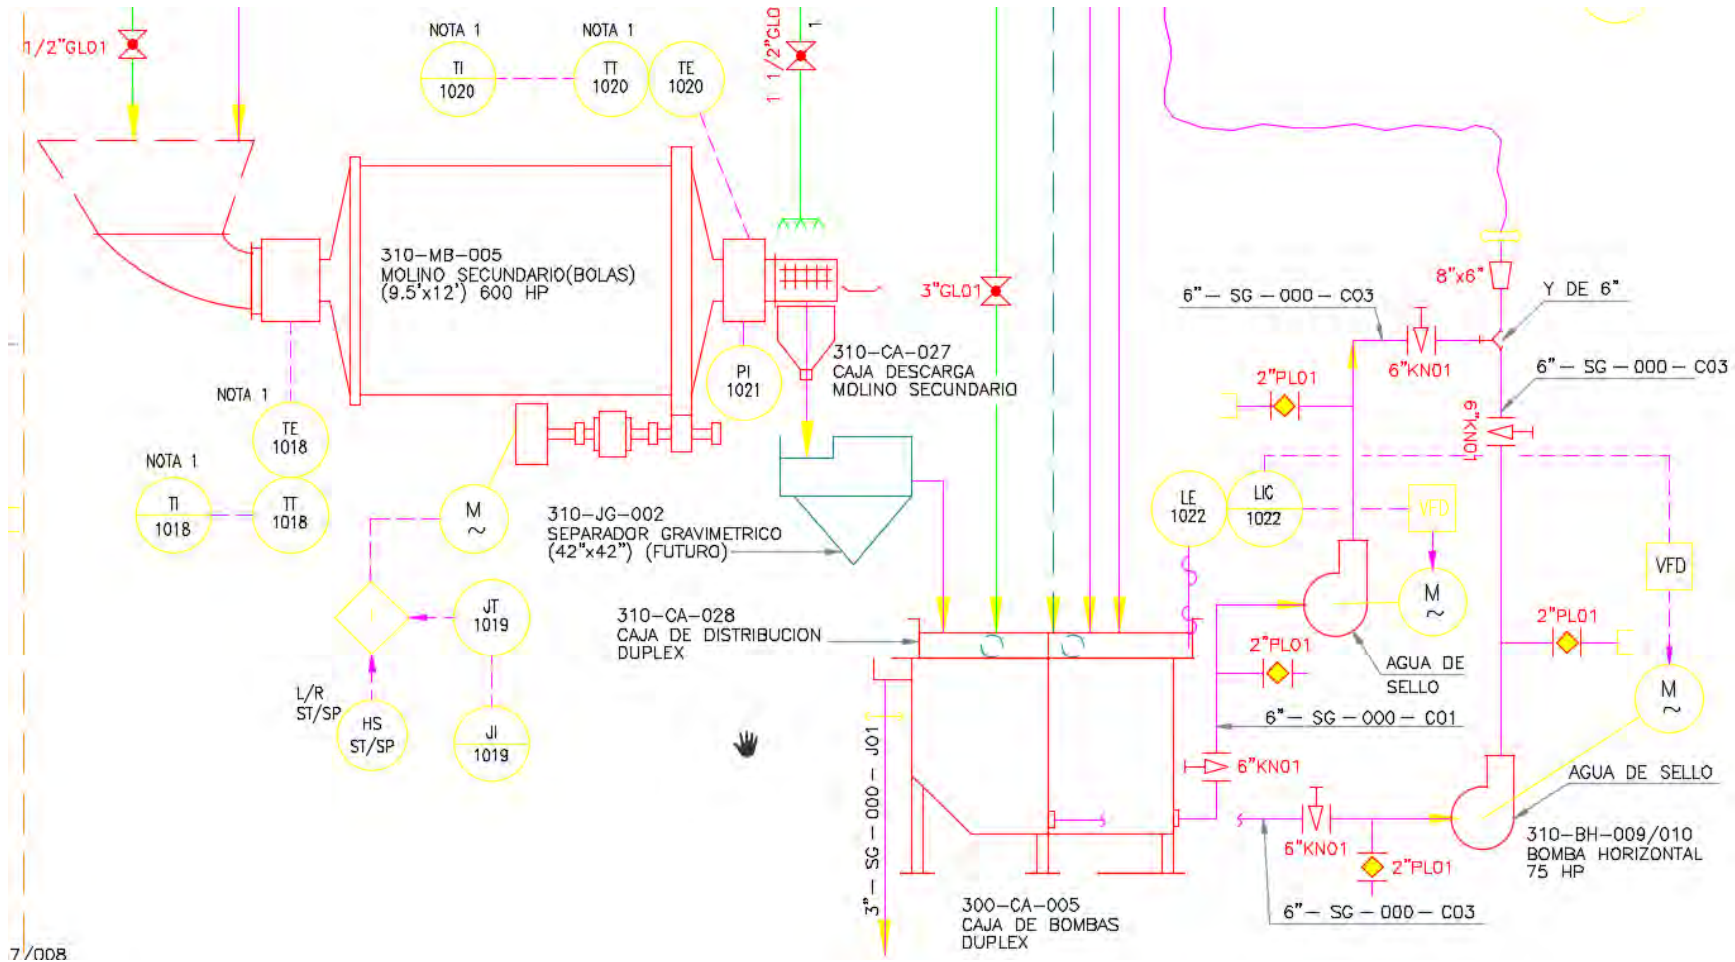 1/2"GL01
NOTA 1
TI
1020
NOTA 1
TT
1020
TE
1020
1 1/2"GL0
1
310-MB-005
MOLINO SECUNDARIO(BOLAS)
(9.5'x12') 600 HP
NOTA 1
TE
1018
NOTA 1
TI
1018
TT
1018
PI
1021
310-CA-027
CAJA DESCARGA
MOLINO SECUNDARIO
3"GL01
M
~
310-JG-002
SEPARADOR GRAVIMETRICO
(42"x42") (FUTURO)
JT
1019
I
L/R
ST/SP
HS
ST/SP
JI
1019
310-CA-028
CAJA DE DISTRIBUCION
DUPLEX
3"- SG - 000 - J01
300-CA-005
CAJA DE BOMBAS
DUPLEX
8"x6"
Y DE 6"
6"- SG - 000 - C03
6"KN01
6"- SG - 000 - C03
2"PL01
6"KN01
LE
1022
LIC
1022
VFD
VFD
M
~
2"PL01
2"PL01
AGUA DE
SELLO
M
~
6"- SG - 000 - C01
6"KN01
AGUA DE SELLO
6"KN01
2"PL01
310-BH-009/010
BOMBA HORIZONTAL
75 HP
6"- SG - 000 - C03
7/008